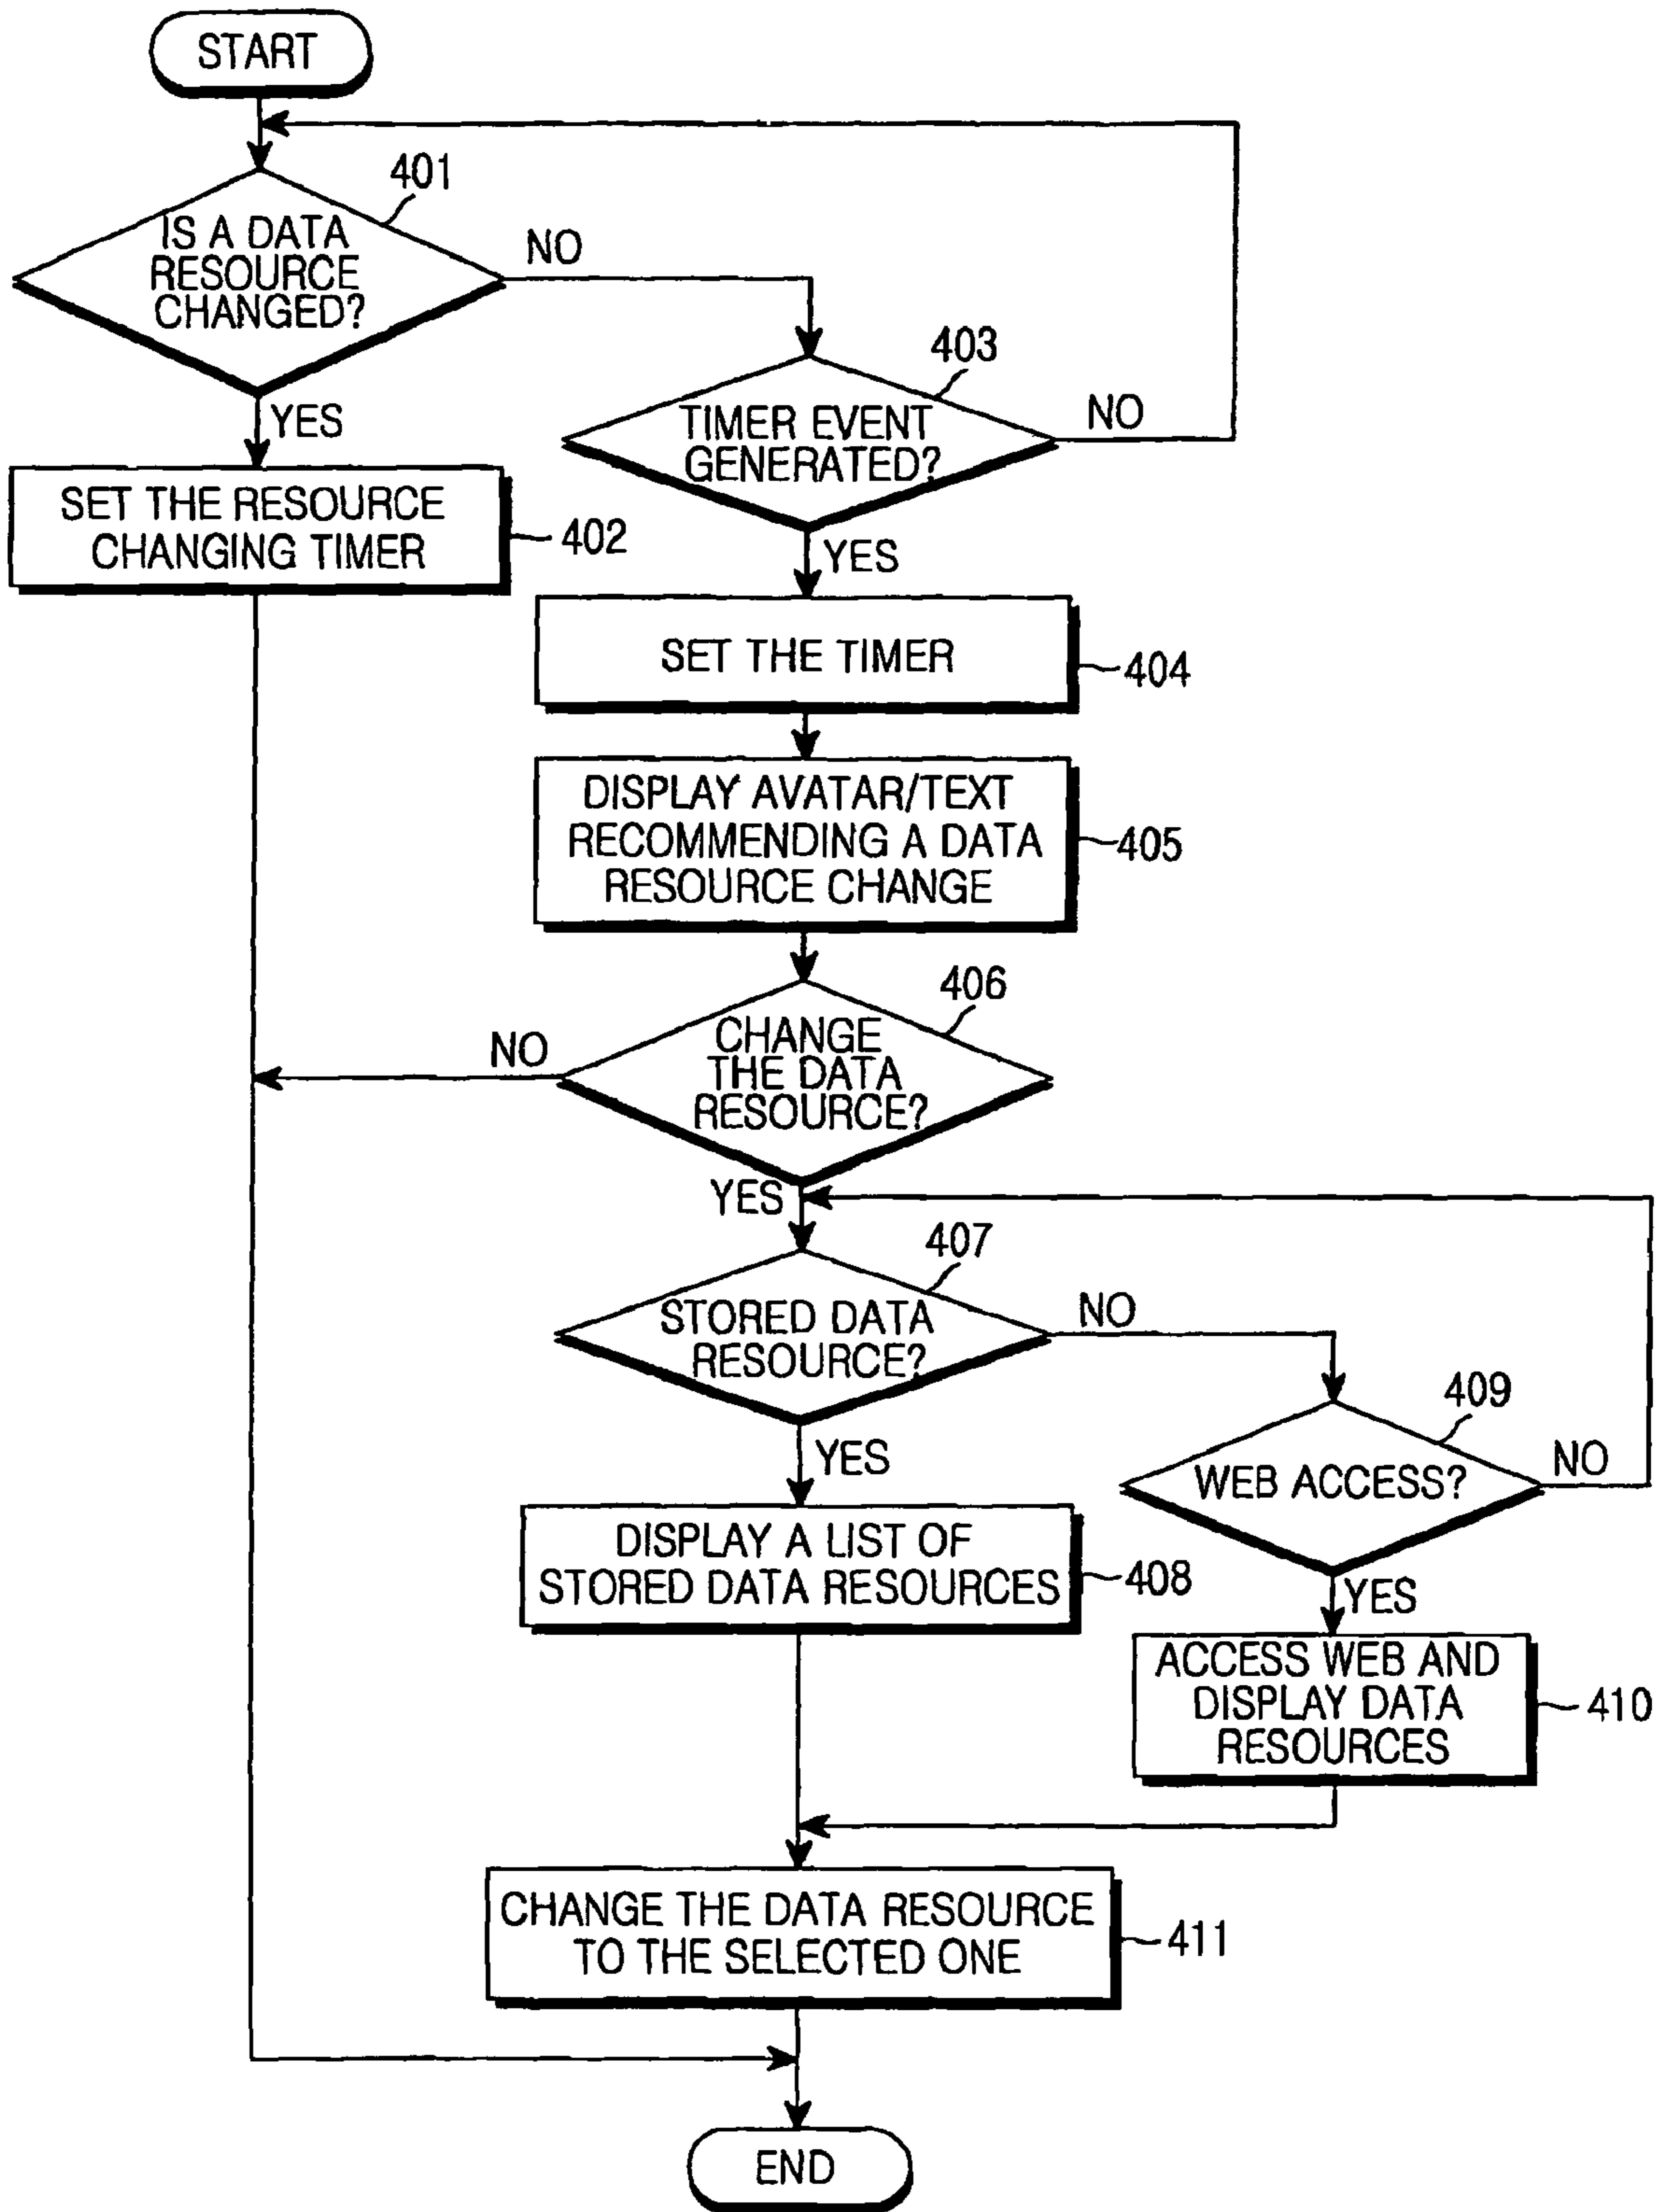 START
401
IS A DATA
RESOURCE
CHANGED?
NO
YES
SET THE RESOURCE
CHANGING TIMER
402
403
TIMER EVENT
GENERATED?
NO
YES
SET THE TIMER
404
DISPLAY AVATAR/TEXT
RECOMMENDING A DATA
RESOURCE CHANGE
405
406
CHANGE
THE DATA
RESOURCE?
NO
YES
407
STORED DATA
RESOURCE?
NO
YES
DISPLAY A LIST OF
STORED DATA RESOURCES
408
409
WEB ACCESS?
NO
YES
ACCESS WEB AND
DISPLAY DATA
RESOURCES
410
CHANGE THE DATA RESOURCE
TO THE SELECTED ONE
411
END